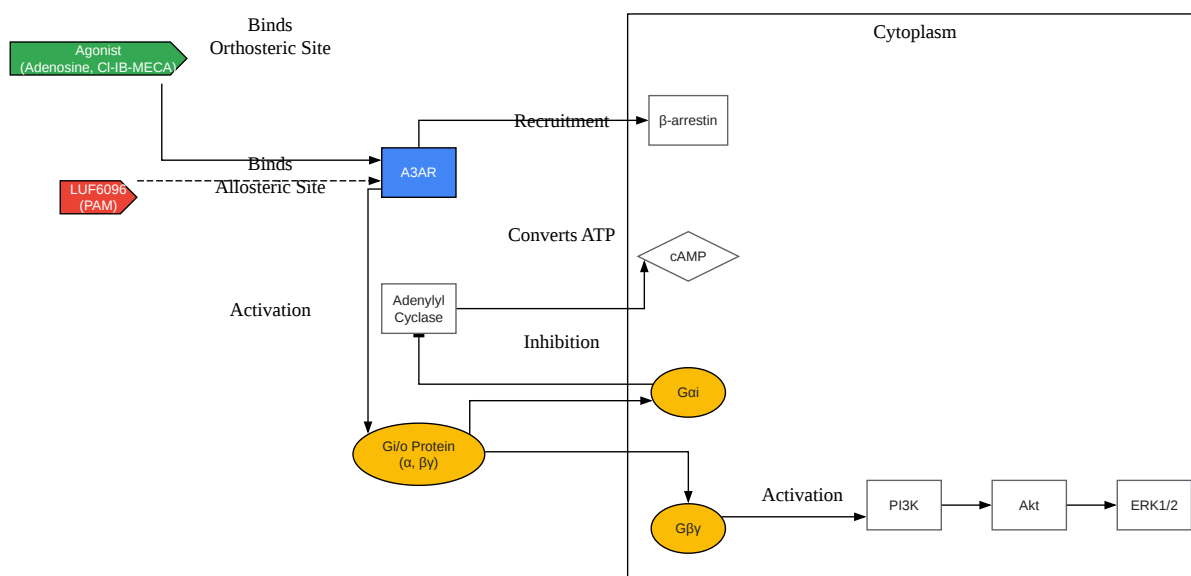 Binds
Orthosteric Site
Cytoplasm
Agonist
(Adenosine, Cl-IB-MECA)
Recruitment
β-arrestin
Binds
Allosteric Site
A3AR
LUF6096
(PAM)
Converts ATP
cAMP
Activation
Adenylyl
Cyclase
Inhibition
Gαi
Gi/o Protein
(α, βγ)
Activation
PI3K
Akt
ERK1/2
Gβγ